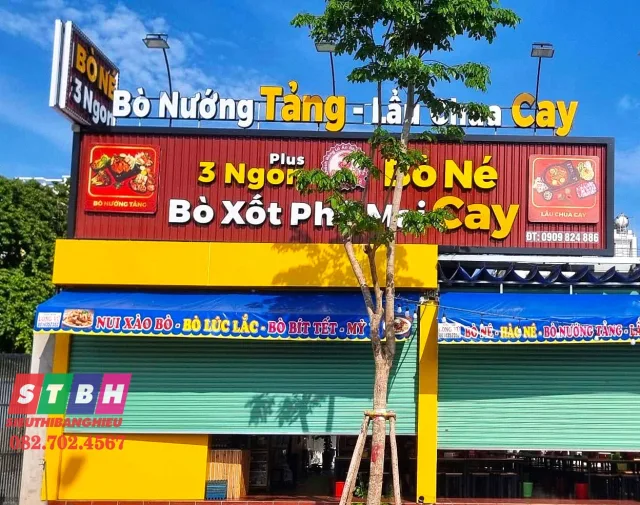 BÒ NÉ
3 Ngon
Bò Nướng Tảng - Lẩu Chua Cay
Plus
3 Ngon Bò Né
Bò Xốt Phô Mai Cay
BÒ NƯỚNG TẢNG
LẨU CHUA CAY
ĐT: 0909 824 886
NUI XÀO BÒ - BÒ LÚC LẮC - BÒ BÍT TẾT - MỲ
BÒ NÉ - HÀO NÉ - BÒ NƯỚNG TẢNG - LẨ
STBH
SIEUTHIBANGHIEU
082.702.4567